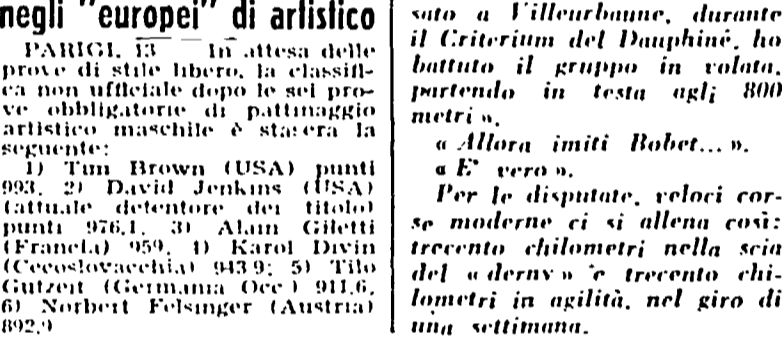 negli "europei" di artistico
PARIGI, 13 In attesa delle
prove di stile libero, la classifi-
ca non ufficiale dopo le sei pro-
ve obbligatorie di pattinaggio
artistico maschile è stasera la
seguente:
1) Tim Brown (USA) punti
993, 2) David Jenkins (USA)
(attuale detentore dei titolo)
punti 976,1, 3) Alain Giletti
(Francia) 959, 4) Karol Divin
(Cecoslovacchia) 943 9; 5) Tilo
Gutzeit (Germania Occ ) 911,6,
6) Norbert Felsinger (Austria)
892,9
sato a Villeurbanne, durante
il Criterium del Dauphiné, ho
battuto il gruppo in volata,
partendo in testa agli 800
metri ».
« Allora imiti Bobet... ».
« E' vero ».
Per le disputate, veloci cor-
se moderne ci si allena così:
trecento chilometri nella scia
del « derny » e trecento chi-
lometri in agilità, nel giro di
una settimana.